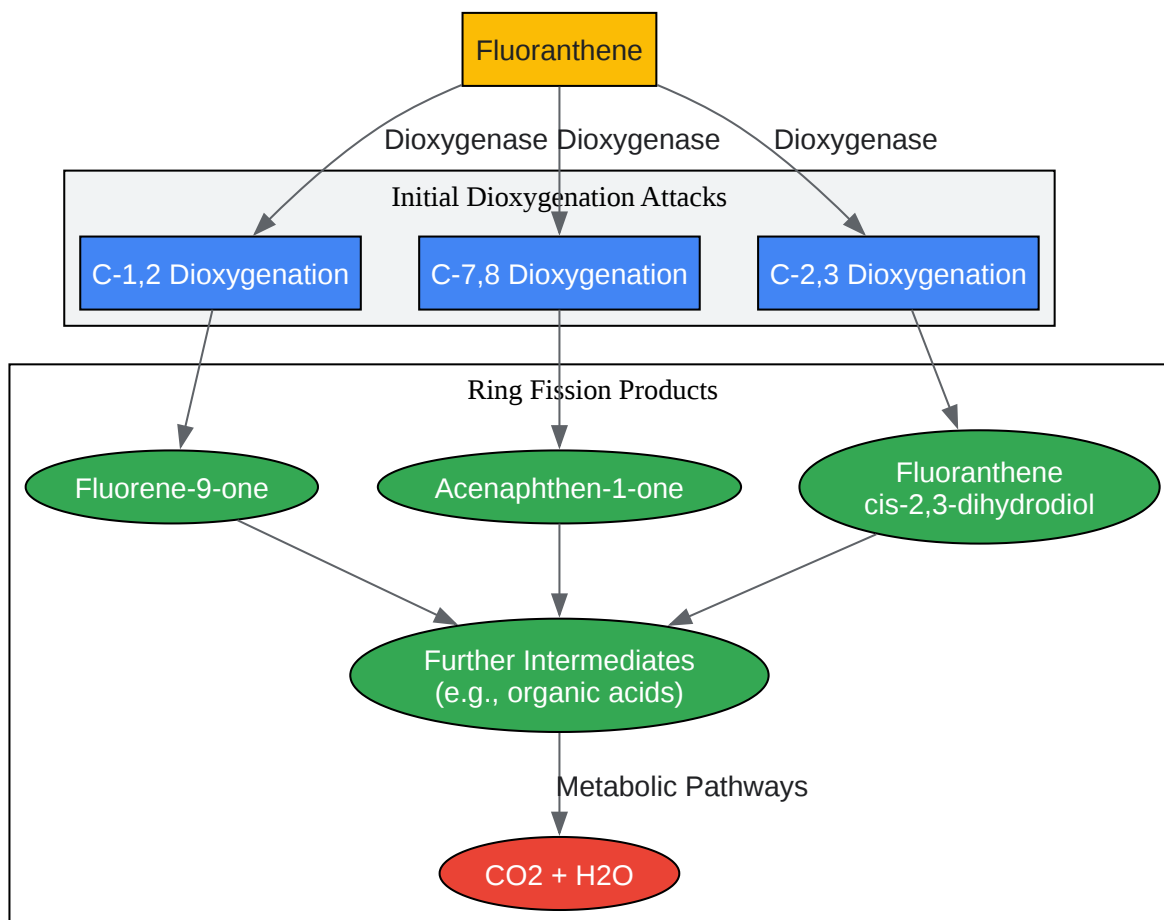 Fluoranthene
Dioxygenase
Dioxygenase
Dioxygenase
Initial Dioxygenation Attacks
C-1,2 Dioxygenation
C-7,8 Dioxygenation
C-2,3 Dioxygenation
Ring Fission Products
Fluorene-9-one
Acenaphthen-1-one
Fluoranthene
cis-2,3-dihydrodiol
Further Intermediates
(e.g., organic acids)
Metabolic Pathways
CO2 + H2O